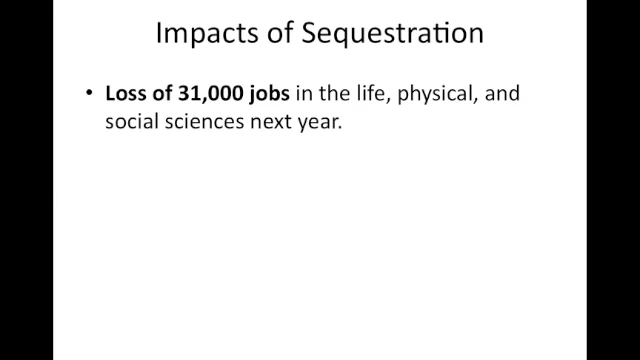 Impacts of Sequestration
• Loss of 31,000 jobs in the life, physical, and
social sciences next year.